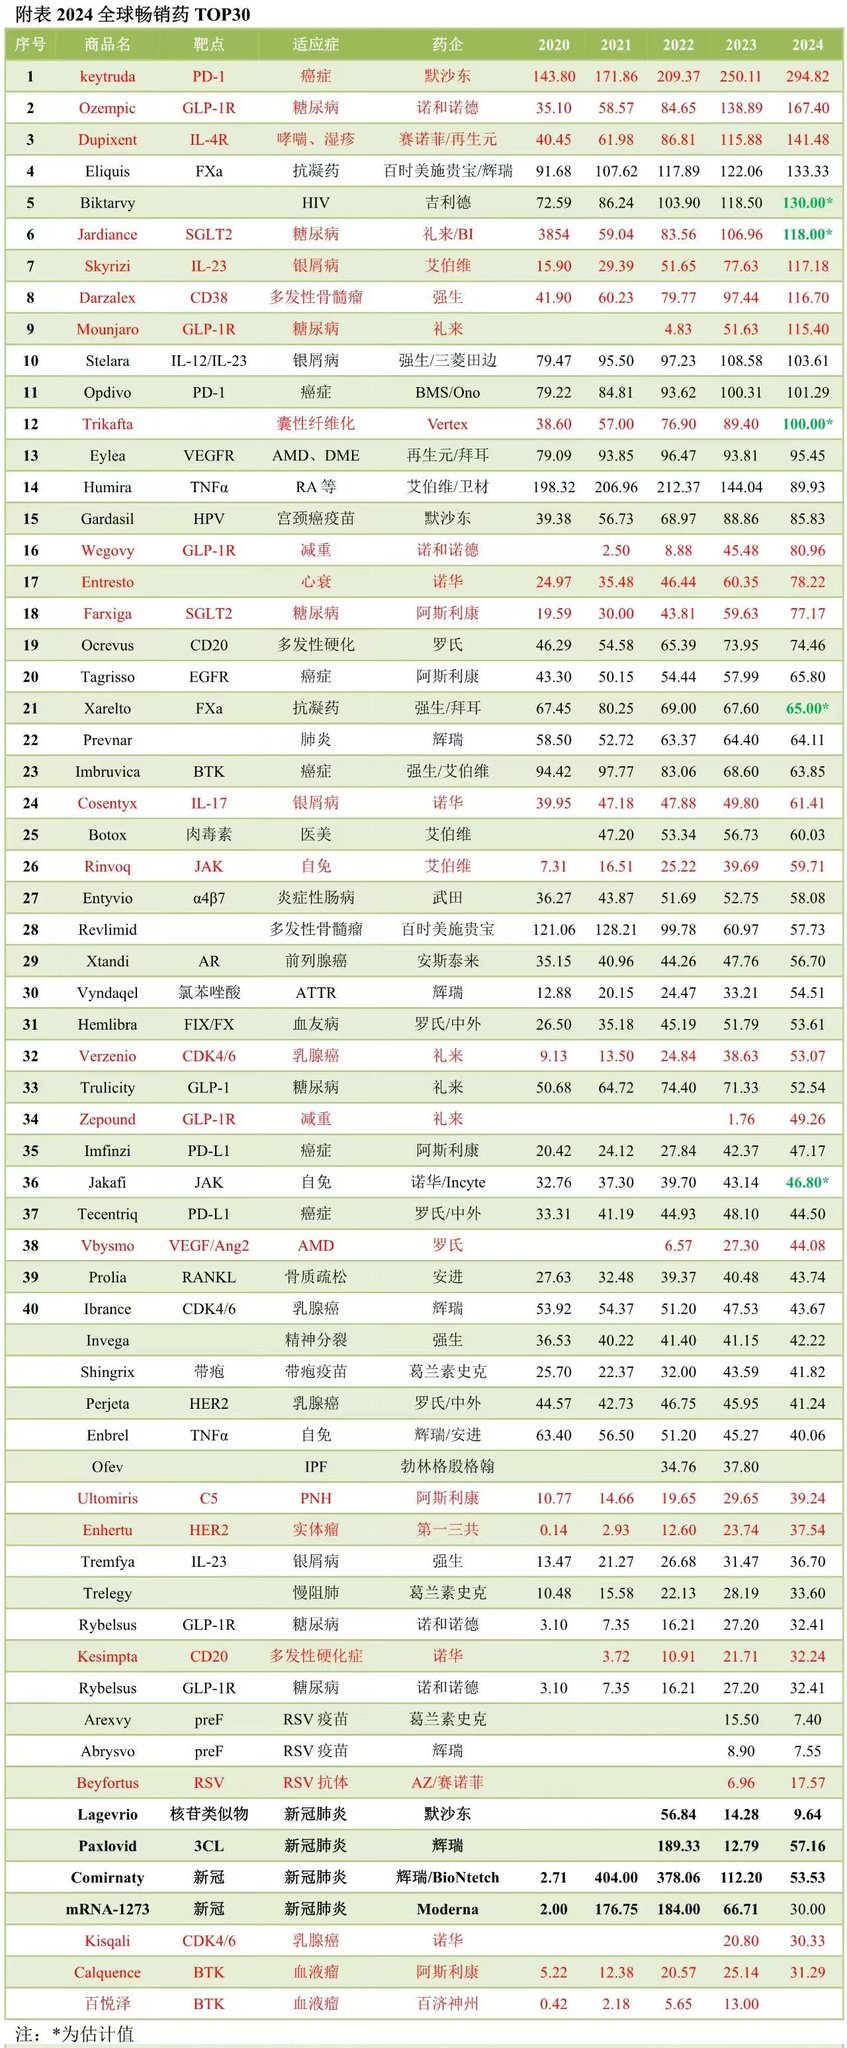 附表 2024 全球畅销药 TOP30
序号 商品名 靶点 适应症 药企 2020 2021 2022 2023 2024
1 keytruda PD-1 癌症 默沙东 143.80 171.86 209.37 250.11 294.82
2 Ozempic GLP-1R 糖尿病 诺和诺德 35.10 58.57 84.65 138.89 167.40
3 Dupixent IL-4R 哮喘、湿疹 赛诺菲/再生元 40.45 61.98 86.81 115.88 141.48
4 Eliquis FXa 抗凝药 百时美施贵宝/辉瑞 91.68 107.62 117.89 122.06 133.33
5 Biktarvy HIV 吉利德 72.59 86.24 103.90 118.50 130.00*
6 Jardiance SGLT2 糖尿病 礼来/BI 3854 59.04 83.56 106.96 118.00*
7 Skyrizi IL-23 银屑病 艾伯维 15.90 29.39 51.65 77.63 117.18
8 Darzalex CD38 多发性骨髓瘤 强生 41.90 60.23 79.77 97.44 116.70
9 Mounjaro GLP-1R 糖尿病 礼来 4.83 51.63 115.40
10 Stelara IL-12/IL-23 银屑病 强生/三菱田边 79.47 95.50 97.23 108.58 103.61
11 Opdivo PD-1 癌症 BMS/Ono 79.22 84.81 93.62 100.31 101.29
12 Trikafta 囊性纤维化 Vertex 38.60 57.00 76.90 89.40 100.00*
13 Eylea VEGFR AMD、DME 再生元/拜耳 79.09 93.85 96.47 93.81 95.45
14 Humira TNFα RA 等 艾伯维/卫材 198.32 206.96 212.37 144.04 89.93
15 Gardasil HPV 宫颈癌疫苗 默沙东 39.38 56.73 68.97 88.86 85.83
16 Wegovy GLP-1R 减重 诺和诺德 2.50 8.88 45.48 80.96
17 Entresto 心衰 诺华 24.97 35.48 46.44 60.35 78.22
18 Farxiga SGLT2 糖尿病 阿斯利康 19.59 30.00 43.81 59.63 77.17
19 Ocrevus CD20 多发性硬化 罗氏 46.29 54.58 65.39 73.95 74.46
20 Tagrisso EGFR 癌症 阿斯利康 43.30 50.15 54.44 57.99 65.80
21 Xarelto FXa 抗凝药 强生/拜耳 67.45 80.25 69.00 67.60 65.00*
22 Prevnar 肺炎 辉瑞 58.50 52.72 63.37 64.40 64.11
23 Imbruvica BTK 癌症 强生/艾伯维 94.42 97.77 83.06 68.60 63.85
24 Cosentyx IL-17 银屑病 诺华 39.95 47.18 47.88 49.80 61.41
25 Botox 肉毒素 医美 艾伯维 47.20 53.34 56.73 60.03
26 Rinvoq JAK 自免 艾伯维 7.31 16.51 25.22 39.69 59.71
27 Entyvio α4β7 炎症性肠病 武田 36.27 43.87 51.69 52.75 58.08
28 Revlimid 多发性骨髓瘤 百时美施贵宝 121.06 128.21 99.78 60.97 57.73
29 Xtandi AR 前列腺癌 安斯泰来 35.15 40.96 44.26 47.76 56.70
30 Vyndaqel 氯苯唑酸 ATTR 辉瑞 12.88 20.15 24.47 33.21 54.51
31 Hemlibra FIX/FX 血友病 罗氏/中外 26.50 35.18 45.19 51.79 53.61
32 Verzenio CDK4/6 乳腺癌 礼来 9.13 13.50 24.84 38.63 53.07
33 Trulicity GLP-1 糖尿病 礼来 50.68 64.72 74.40 71.33 52.54
34 Zepound GLP-1R 减重 礼来 1.76 49.26
35 Imfinzi PD-L1 癌症 阿斯利康 20.42 24.12 27.84 42.37 47.17
36 Jakafi JAK 自免 诺华/Incyte 32.76 37.30 39.70 43.14 46.80*
37 Tecentriq PD-L1 癌症 罗氏/中外 33.31 41.19 44.93 48.10 44.50
38 Vbysmo VEGF/Ang2 AMD 罗氏 6.57 27.30 44.08
39 Prolia RANKL 骨质疏松 安进 27.63 32.48 39.37 40.48 43.74
40 Ibrance CDK4/6 乳腺癌 辉瑞 53.92 54.37 51.20 47.53 43.67
Invega 精神分裂 强生 36.53 40.22 41.40 41.15 42.22
Shingrix 带疱 带疱疫苗 葛兰素史克 25.70 22.37 32.00 43.59 41.82
Perjeta HER2 乳腺癌 罗氏/中外 44.57 42.73 46.75 45.95 41.24
Enbrel TNFα 自免 辉瑞/安进 63.40 56.50 51.20 45.27 40.06
Ofev IPF 勃林格殷格翰 34.76 37.80
Ultomiris C5 PNH 阿斯利康 10.77 14.66 19.65 29.65 39.24
Enhertu HER2 实体瘤 第一三共 0.14 2.93 12.60 23.74 37.54
Tremfya IL-23 银屑病 强生 13.47 21.27 26.68 31.47 36.70
Trelegy 慢阻肺 葛兰素史克 10.48 15.58 22.13 28.19 33.60
Rybelsus GLP-1R 糖尿病 诺和诺德 3.10 7.35 16.21 27.20 32.41
Kesimpta CD20 多发性硬化症 诺华 3.72 10.91 21.71 32.24
Rybelsus GLP-1R 糖尿病 诺和诺德 3.10 7.35 16.21 27.20 32.41
Arexvy preF RSV 疫苗 葛兰素史克 15.50 7.40
Abrysvo preF RSV 疫苗 辉瑞 8.90 7.55
Beyfortus RSV RSV 抗体 AZ/赛诺菲 6.96 17.57
Lagevrio 核苷类似物 新冠肺炎 默沙东 56.84 14.28 9.64
Paxlovid 3CL 新冠肺炎 辉瑞 189.33 12.79 57.16
Comirnaty 新冠 新冠肺炎 辉瑞/BioNtetch 2.71 404.00 378.06 112.20 53.53
mRNA-1273 新冠 新冠肺炎 Moderna 2.00 176.75 184.00 66.71 30.00
Kisqali CDK4/6 乳腺癌 诺华 20.80 30.33
Calquence BTK 血液瘤 阿斯利康 5.22 12.38 20.57 25.14 31.29
百悦泽 BTK 血液瘤 百济神州 0.42 2.18 5.65 13.00
注：*为估计值